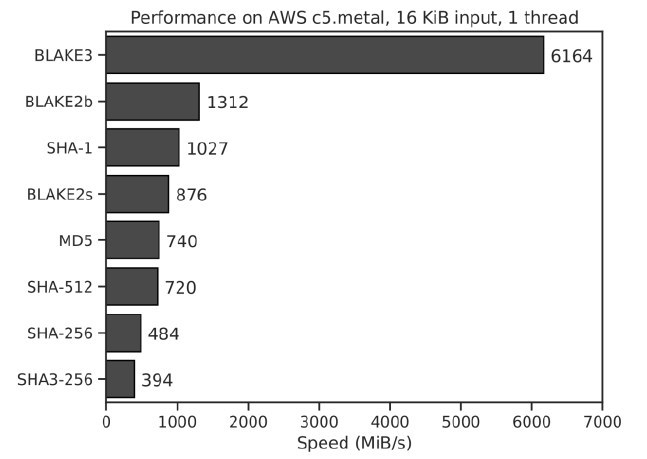 Performance on AWS c5.metal, 16 KiB input, 1 thread
BLAKE3 6164
BLAKE2b 1312
SHA-1 1027
BLAKE2s 876
MD5 740
SHA-512 720
SHA-256 484
SHA3-256 394
0 1000 2000 3000 4000 5000 6000 7000
Speed (MiB/s)